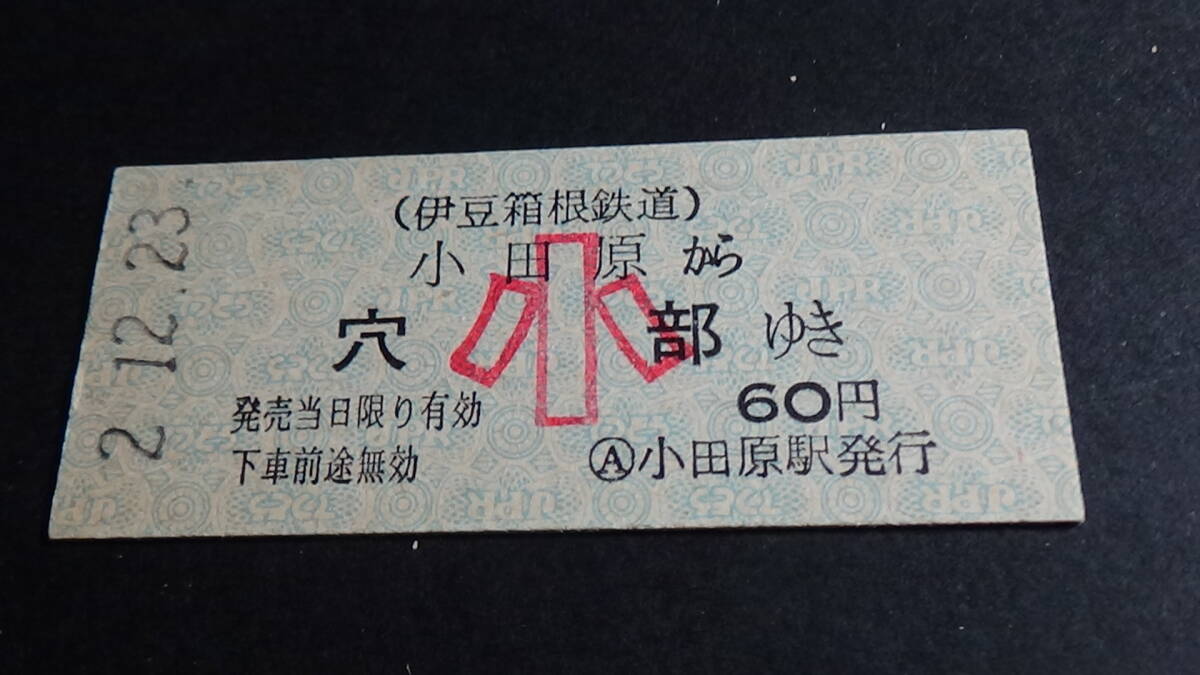 2.12.23
(伊豆箱根鉄道)
小田原から
穴部ゆき
小
60円
発売当日限り有効
下車前途無効
Ⓐ小田原駅発行